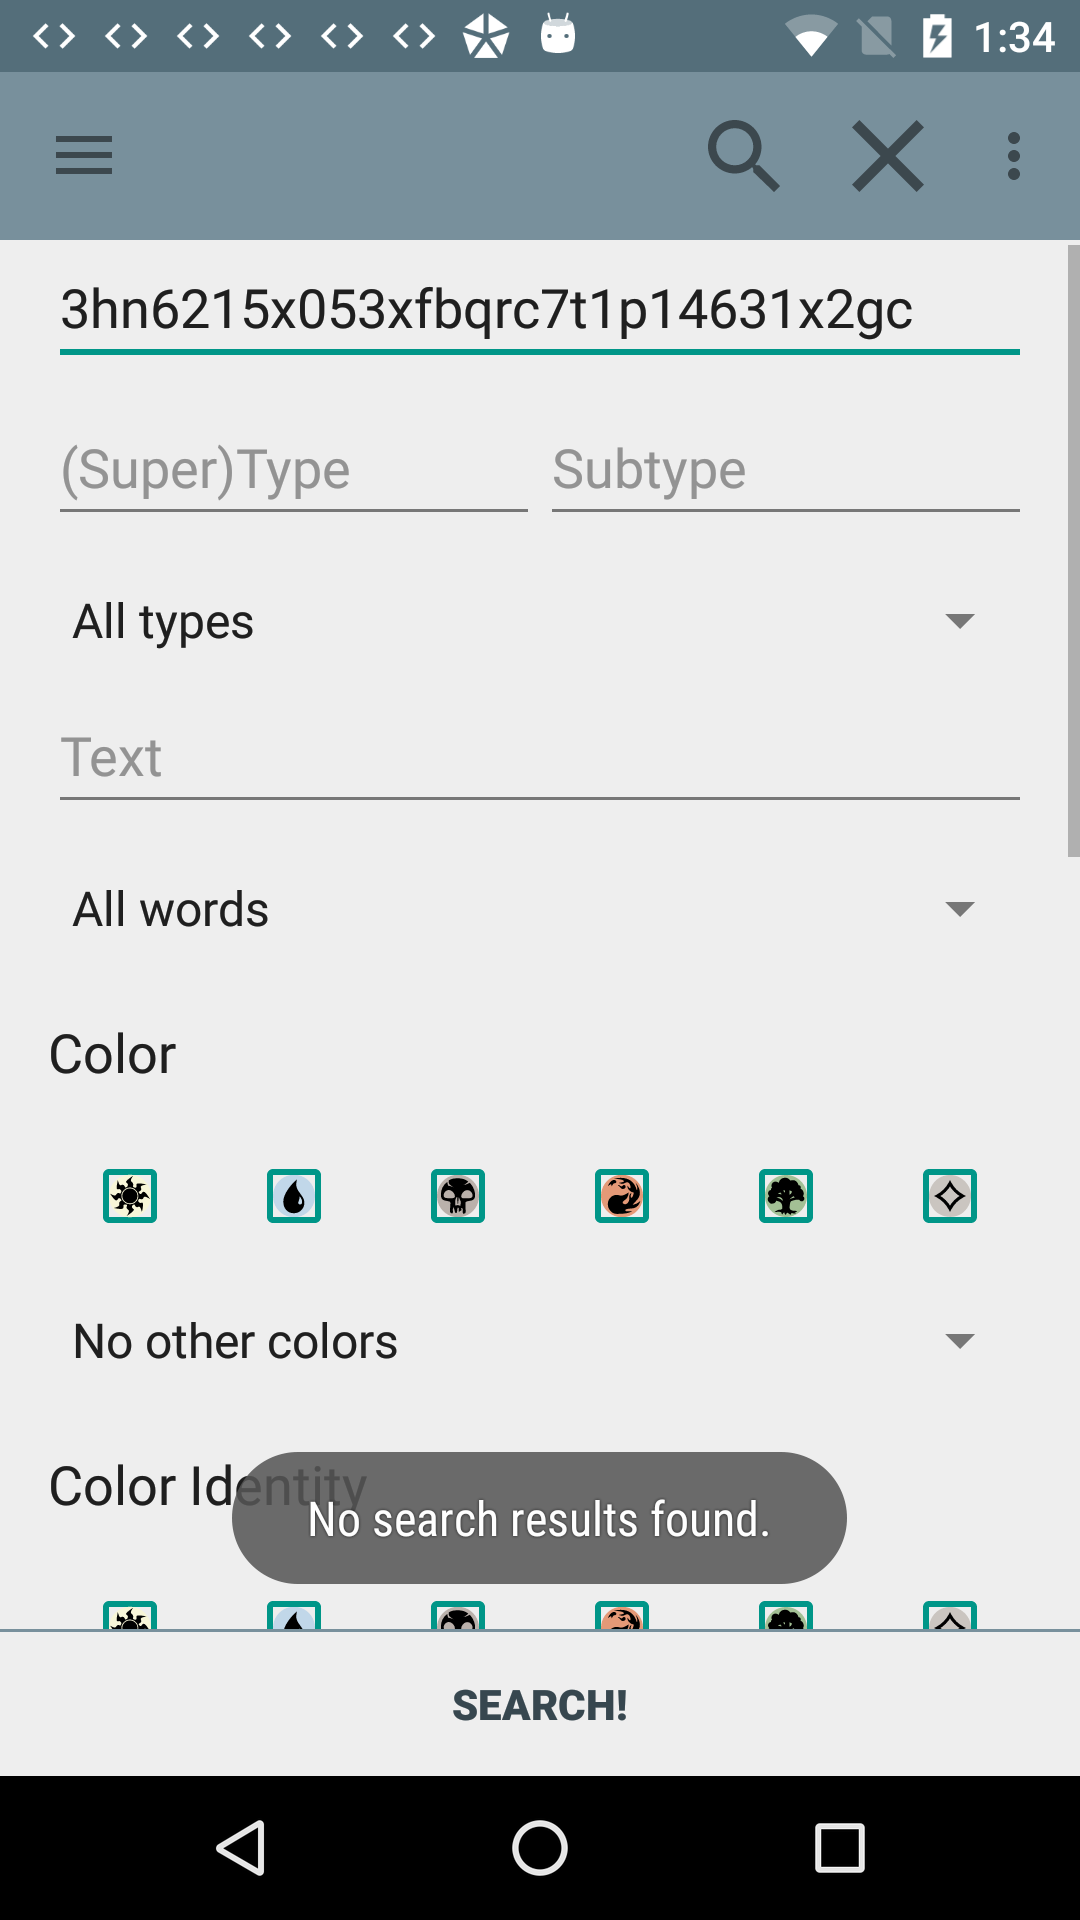 1:34
3hn6215x053xfbqrc7t1p14631x2gc
(Super)Type Subtype
All types
Text
All words
Color
No other colors
Color Identity
No search results found.
SEARCH!